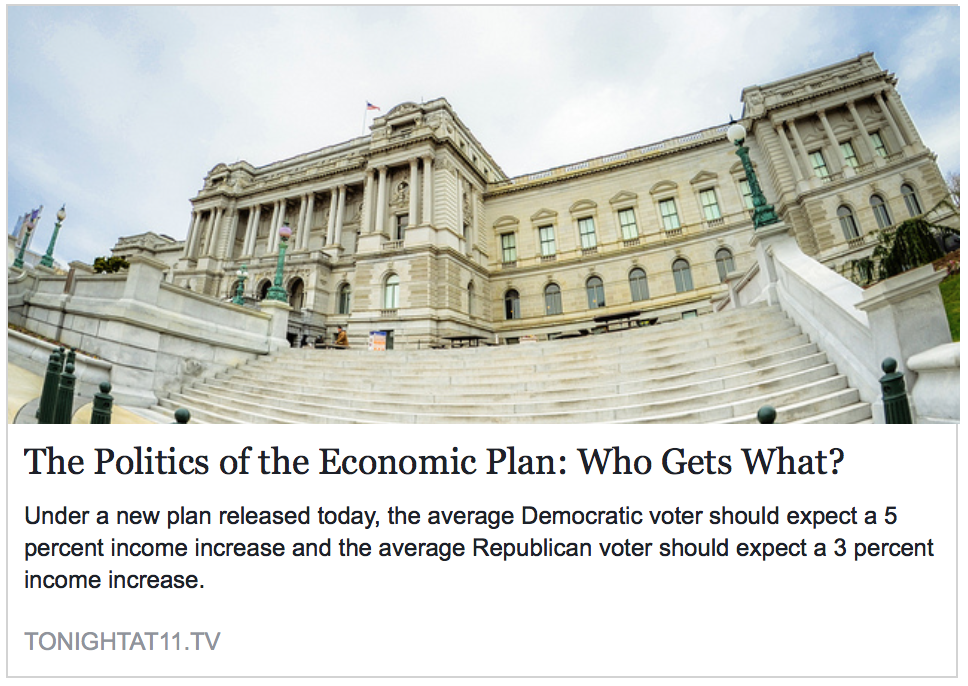 The Politics of the Economic Plan: Who Gets What?
Under a new plan released today, the average Democratic voter should expect a 5
percent income increase and the average Republican voter should expect a 3 percent
income increase.
TONIGHTAT11.TV